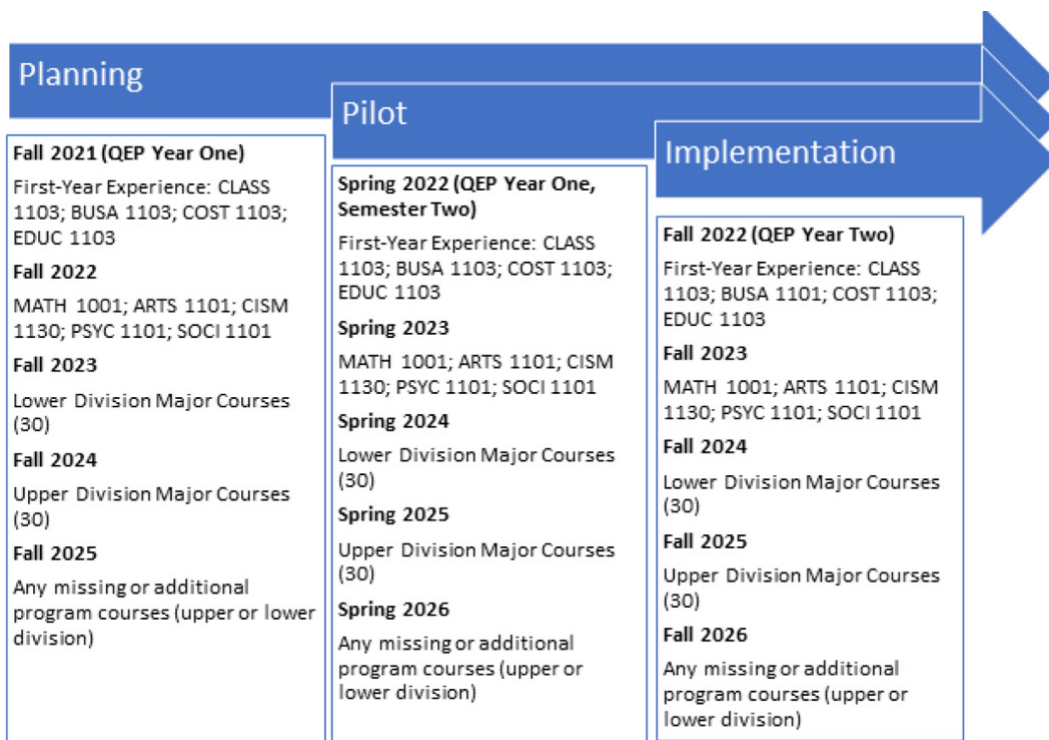 Planning
Fall 2021 (QEP Year One)
First-Year Experience: CLASS
1103; BUSA 1103; COST 1103;
EDUC 1103
Fall 2022
MATH 1001; ARTS 1101; CISM
1130; PSYC 1101; SOCI 1101
Fall 2023
Lower Division Major Courses
(30)
Fall 2024
Upper Division Major Courses
(30)
Fall 2025
Any missing or additional
program courses (upper or lower
division)
Pilot
Spring 2022 (QEP Year One,
Semester Two)
First-Year Experience: CLASS
1103; BUSA 1103; COST 1103;
EDUC 1103
Spring 2023
MATH 1001; ARTS 1101; CISM
1130; PSYC 1101; SOCI 1101
Spring 2024
Lower Division Major Courses
(30)
Spring 2025
Upper Division Major Courses
(30)
Spring 2026
Any missing or additional
program courses (upper or
lower division)
Implementation
Fall 2022 (QEP Year Two)
First-Year Experience: CLASS
1103; BUSA 1101; COST 1103;
EDUC 1103
Fall 2023
MATH 1001; ARTS 1101; CISM
1130; PSYC 1101; SOCI 1101
Fall 2024
Lower Division Major Courses
(30)
Fall 2025
Upper Division Major Courses
(30)
Fall 2026
Any missing or additional
program courses (upper or
lower division)